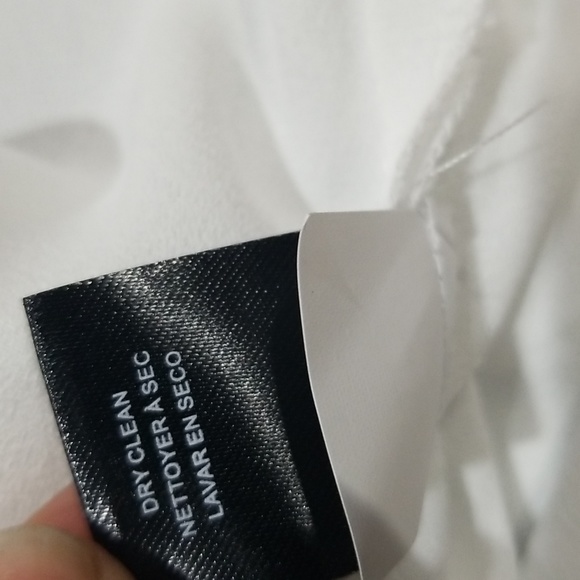 DRY CLEAN
NETTOYER A SEC
LAVAR EN SECO